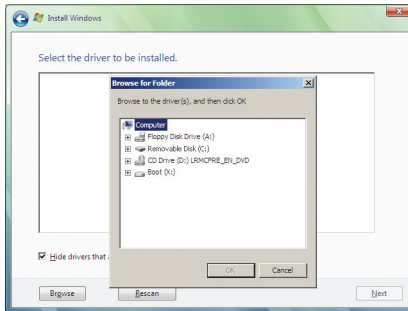 Install Windows
Select the driver to be installed.
Browse for Folder
Browse to the driver(s), and then click OK
Computer
Floppy Disk Drive (A:)
Removable Disk (C:)
CD Drive (D:) LRMCFRE_EN_DVD
Boot (X:)
OK
Cancel
Hide drivers that
Browse
Rescan
Next